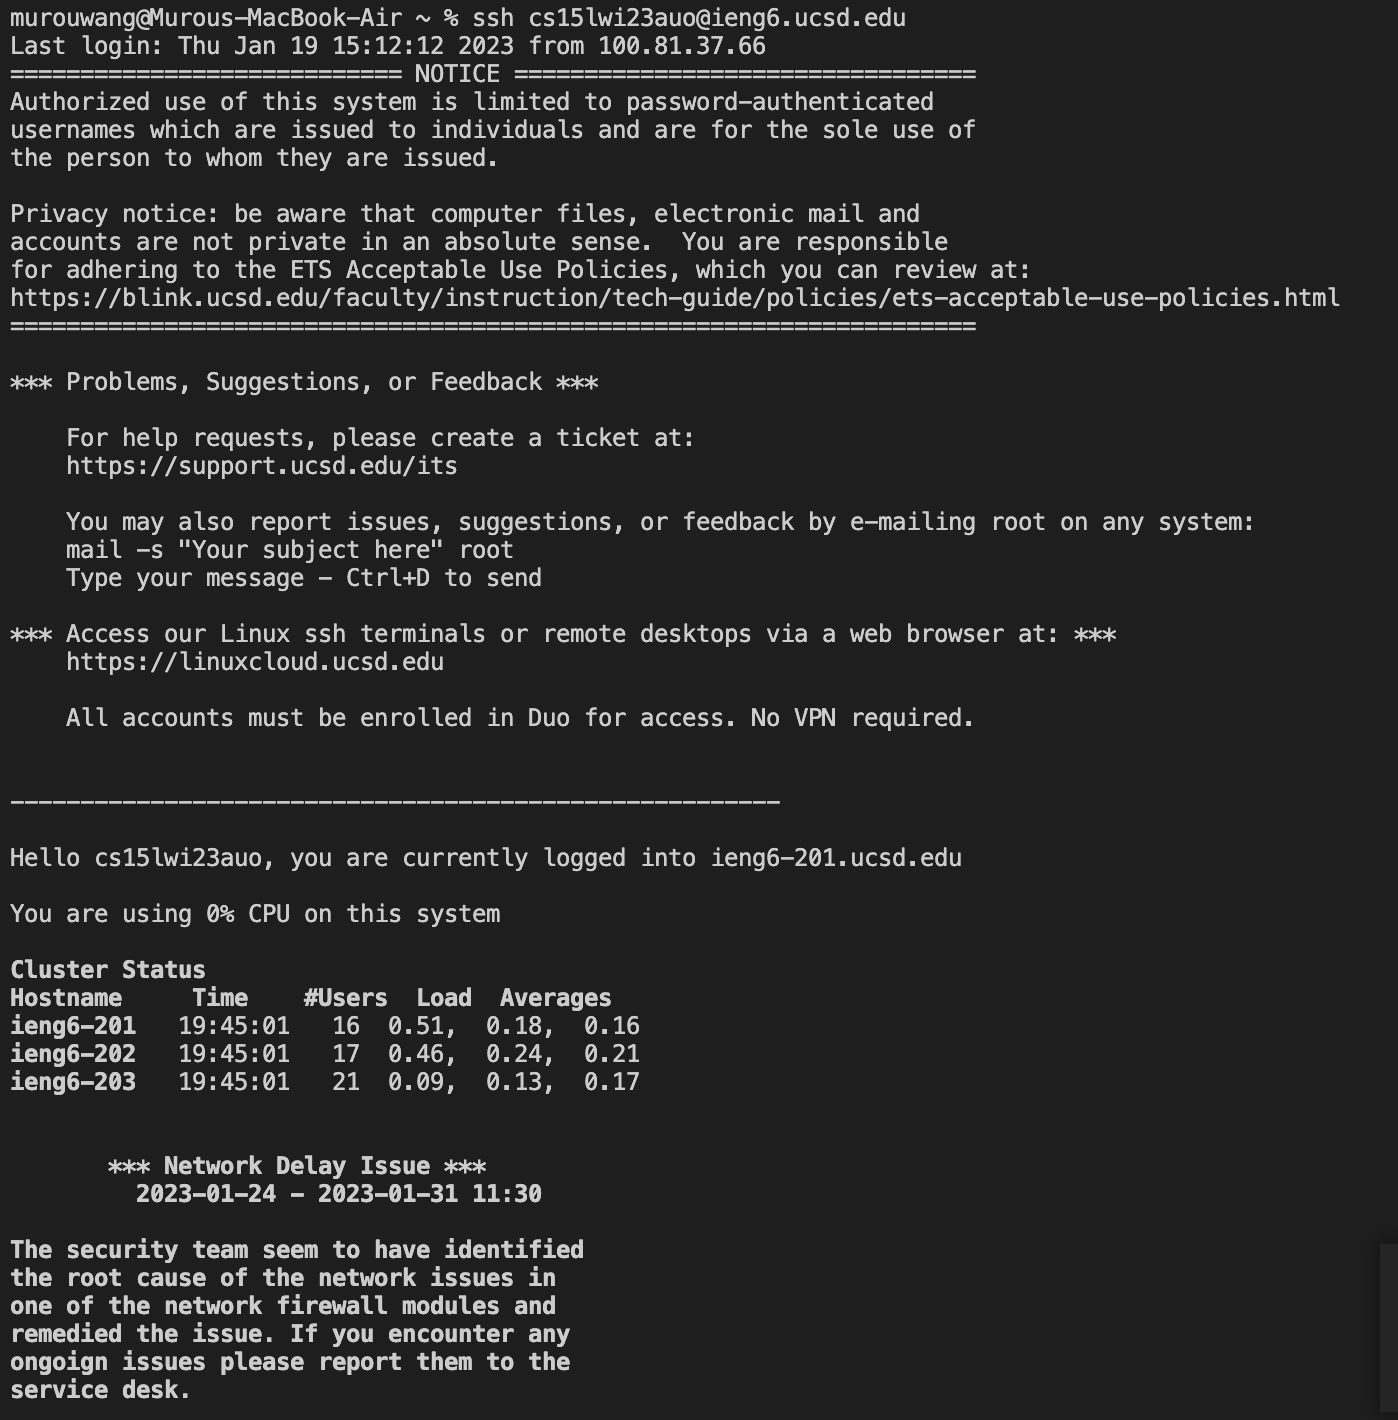 murouwang@Murous-MacBook-Air ~ % ssh cs15lwi23auo@ieng6.ucsd.edu
Last login: Thu Jan 19 15:12:12 2023 from 100.81.37.66
============================ NOTICE =================================
Authorized use of this system is limited to password-authenticated
usernames which are issued to individuals and are for the sole use of
the person to whom they are issued.

Privacy notice: be aware that computer files, electronic mail and
accounts are not private in an absolute sense.  You are responsible
for adhering to the ETS Acceptable Use Policies, which you can review at:
https://blink.ucsd.edu/faculty/instruction/tech-guide/policies/ets-acceptable-use-policies.html
=====================================================================

*** Problems, Suggestions, or Feedback ***

    For help requests, please create a ticket at:
    https://support.ucsd.edu/its

    You may also report issues, suggestions, or feedback by e-mailing root on any system:
    mail -s "Your subject here" root
    Type your message - Ctrl+D to send

*** Access our Linux ssh terminals or remote desktops via a web browser at: ***
    https://linuxcloud.ucsd.edu

    All accounts must be enrolled in Duo for access. No VPN required.


-------------------------------------------------------

Hello cs15lwi23auo, you are currently logged into ieng6-201.ucsd.edu

You are using 0% CPU on this system

Cluster Status
Hostname     Time    #Users  Load  Averages
ieng6-201   19:45:01   16  0.51,  0.18,  0.16
ieng6-202   19:45:01   17  0.46,  0.24,  0.21
ieng6-203   19:45:01   21  0.09,  0.13,  0.17


       *** Network Delay Issue ***
         2023-01-24 - 2023-01-31 11:30

The security team seem to have identified
the root cause of the network issues in
one of the network firewall modules and
remedied the issue. If you encounter any
ongoign issues please report them to the
service desk.